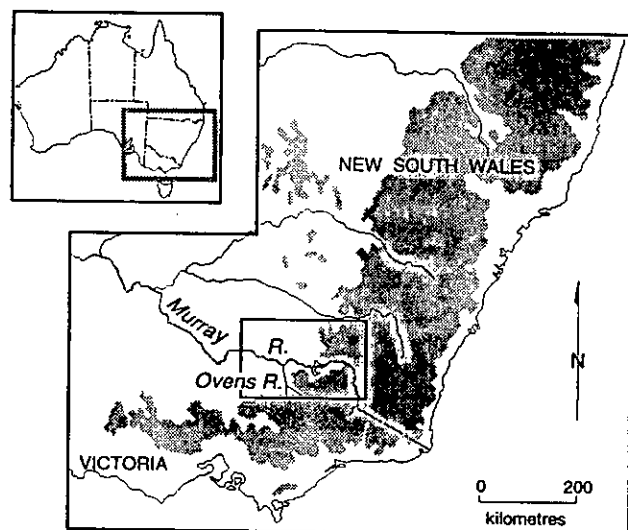 NEW SOUTH WALES
Murray
R.
Ovens R.
N
VICTORIA
0 200
kilometres